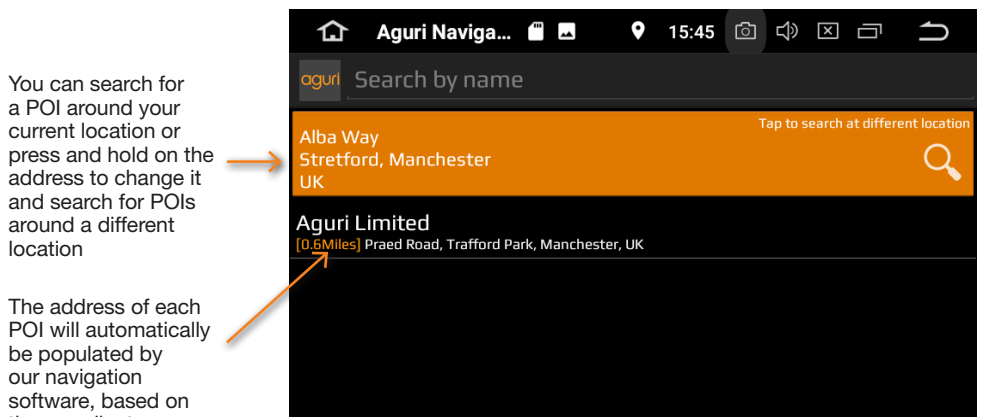 You can search for
a POI around your
current location or
press and hold on the
address to change it
and search for POIs
around a different
location
The address of each
POI will automatically
be populated by
our navigation
software, based on
Aguri Naviga...
15:45
aguri
Search by name
Tap to search at different location
Alba Way
Stretford, Manchester
UK
Aguri Limited
[0.6Miles] Praed Road, Trafford Park, Manchester, UK